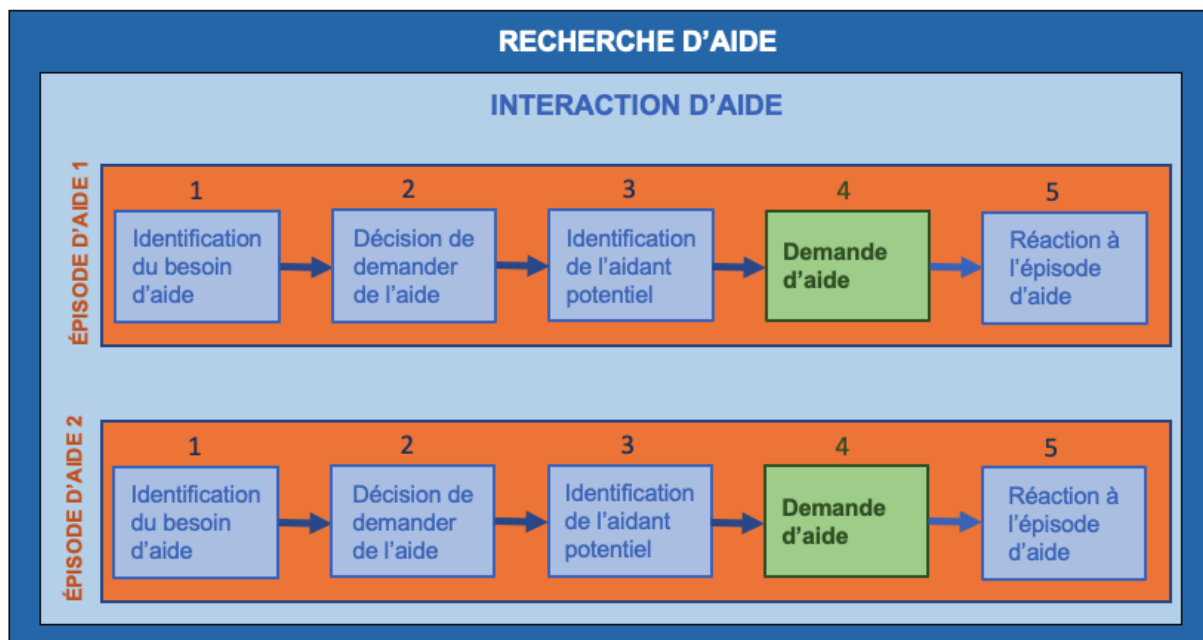 RECHERCHE D’AIDE
INTERACTION D’AIDE
ÉPISODE D’AIDE 1
1
Identification
du besoin
d’aide
2
Décision de
demander
de l’aide
3
Identification
de l’aidant
potentiel
4
Demande
d’aide
5
Réaction à
l’épisode
d’aide
ÉPISODE D’AIDE 2
1
Identification
du besoin
d’aide
2
Décision de
demander
de l’aide
3
Identification
de l’aidant
potentiel
4
Demande
d’aide
5
Réaction à
l’épisode
d’aide